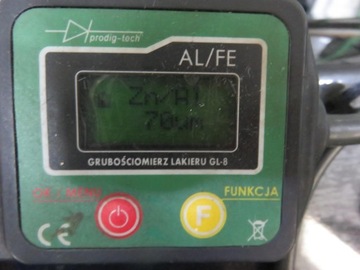 prodig-tech
AL/FE
Zn/Al
70um
GRUBOŚCIOMIERZ LAKIERU GL-8
FUNKCJA
F
CE